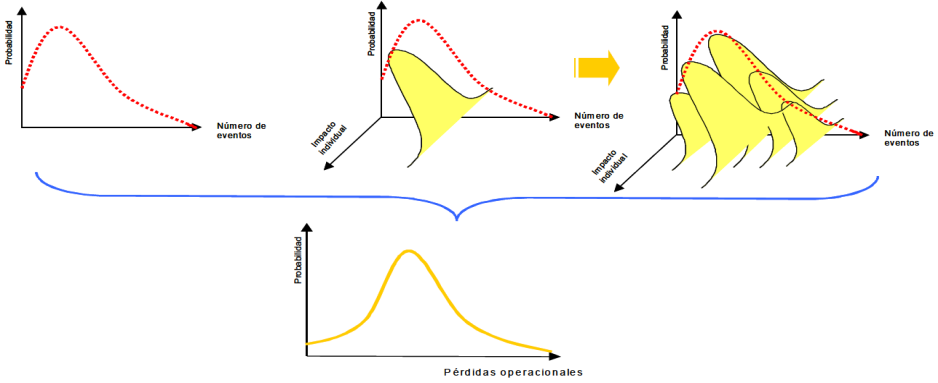 Probabilidad
Número de
eventos
Probabilidad
Número de
eventos
Impacto
individual
Probabilidad
Número de
eventos
Impacto
individual
Probabilidad
Pérdidas operacionales